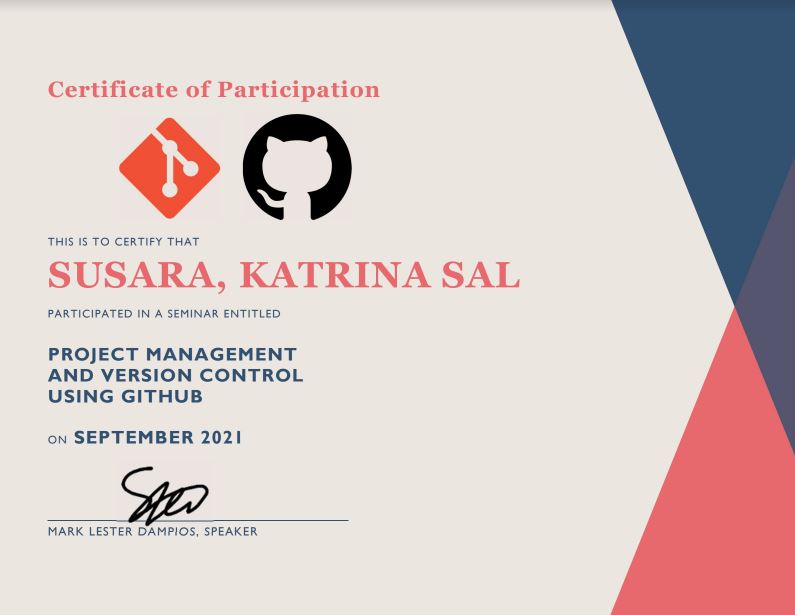 Certificate of Participation
THIS IS TO CERTIFY THAT
SUSARA, KATRINA SAL
PARTICIPATED IN A SEMINAR ENTITLED
PROJECT MANAGEMENT
AND VERSION CONTROL
USING GITHUB
ON SEPTEMBER 2021
MARK LESTER DAMPIOS, SPEAKER